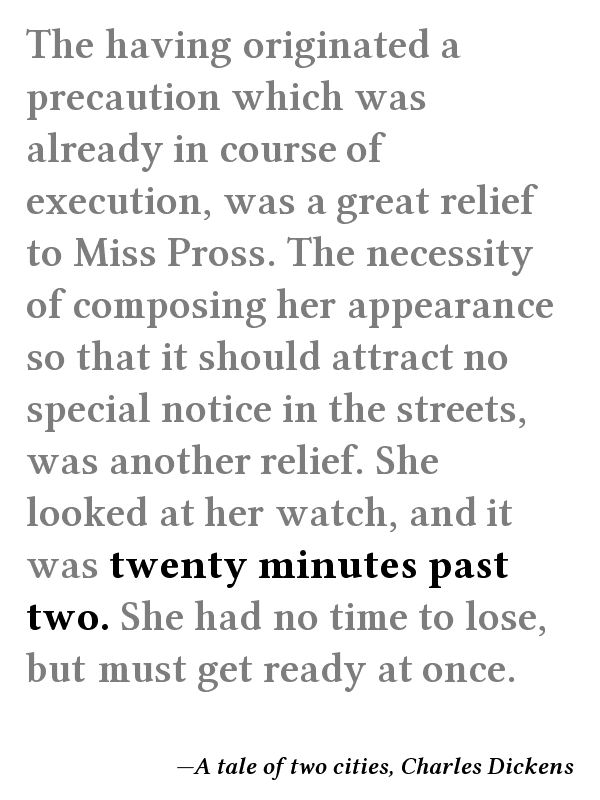 The having originated a
precaution which was
already in course of
execution, was a great relief
to Miss Pross. The necessity
of composing her appearance
so that it should attract no
special notice in the streets,
was another relief. She
looked at her watch, and it
was twenty minutes past
two. She had no time to lose,
but must get ready at once.
—A tale of two cities, Charles Dickens